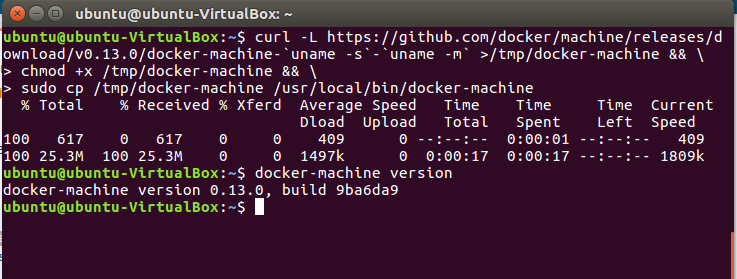 ubuntu@ubuntu-VirtualBox: ~
ubuntu@ubuntu-VirtualBox:~$ curl -L https://github.com/docker/machine/releases/d
ownload/v0.13.0/docker-machine-`uname -s`-`uname -m` >/tmp/docker-machine && \
> chmod +x /tmp/docker-machine && \
> sudo cp /tmp/docker-machine /usr/local/bin/docker-machine
  % Total    % Received % Xferd  Average Speed   Time    Time     Time  Current
                                 Dload  Upload   Total   Spent    Left  Speed
100   617    0   617    0     0    409      0 --:--:--  0:00:01 --:--:--   409
100 25.3M  100 25.3M    0     0  1497k      0  0:00:17  0:00:17 --:--:-- 1809k
ubuntu@ubuntu-VirtualBox:~$ docker-machine version
docker-machine version 0.13.0, build 9ba6da9
ubuntu@ubuntu-VirtualBox:~$